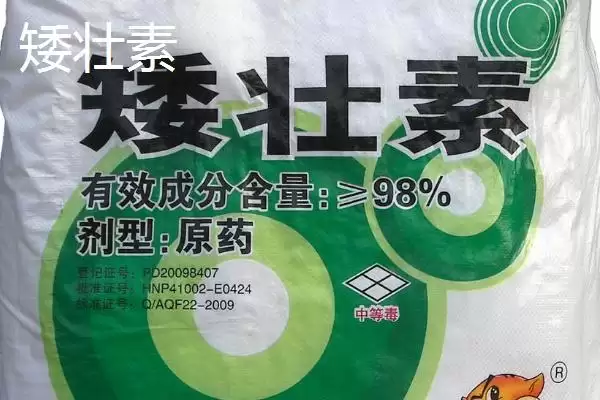 矮壮素
矮壮素
有效成分含量:≥98%
剂型:原药
登记证号: PD20098407
批准证号: HNP41002-E0424
标准证号: Q/AQF22-2009
中等毒
®